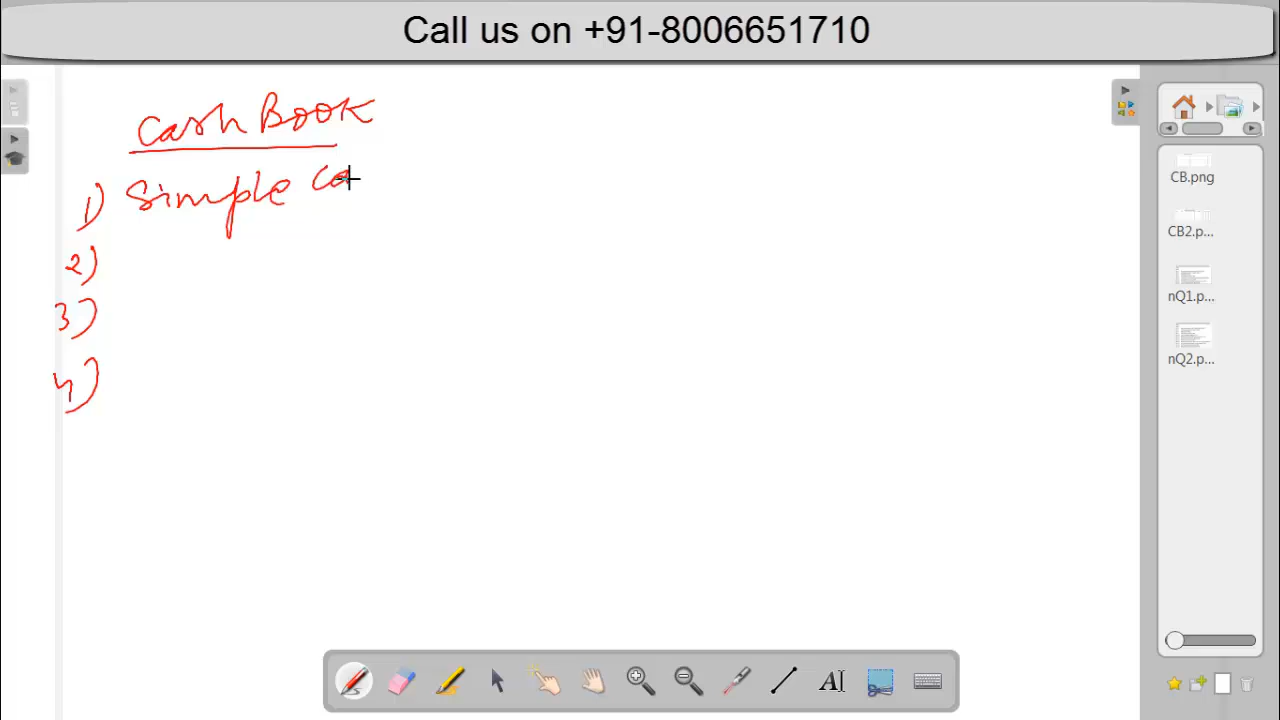 Call us on +91-8006651710
Cash Book
1) Simple Ca
2)
3)
4)
CB.png
CB2.p...
nQ1.p...
nQ2.p...